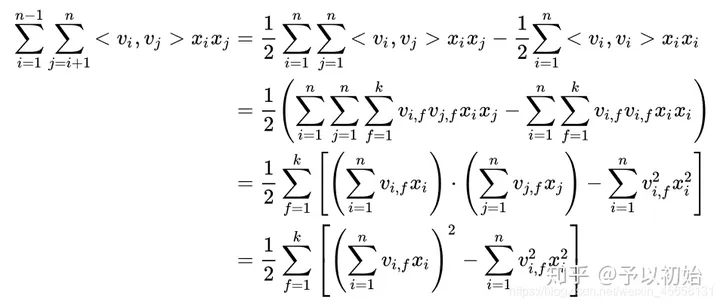 \sum_{i=1}^{n-1} \sum_{j=i+1}^{n} < v_i, v_j > x_i x_j = \frac{1}{2} \sum_{i=1}^{n} \sum_{j=1}^{n} < v_i, v_j > x_i x_j - \frac{1}{2} \sum_{i=1}^{n} < v_i, v_i > x_i x_i
= \frac{1}{2} \left( \sum_{i=1}^{n} \sum_{j=1}^{n} \sum_{f=1}^{k} v_{i,f} v_{j,f} x_i x_j - \sum_{i=1}^{n} \sum_{f=1}^{k} v_{i,f} v_{i,f} x_i x_i \right)
= \frac{1}{2} \sum_{f=1}^{k} \left[ \left( \sum_{i=1}^{n} v_{i,f} x_i \right) \cdot \left( \sum_{j=1}^{n} v_{j,f} x_j \right) - \sum_{i=1}^{n} v_{i,f}^2 x_i^2 \right]
= \frac{1}{2} \sum_{f=1}^{k} \left[ \left( \sum_{i=1}^{n} v_{i,f} x_i \right)^2 - \sum_{i=1}^{n} v_{i,f}^2 x_i^2 \right]
知乎 @予以初始